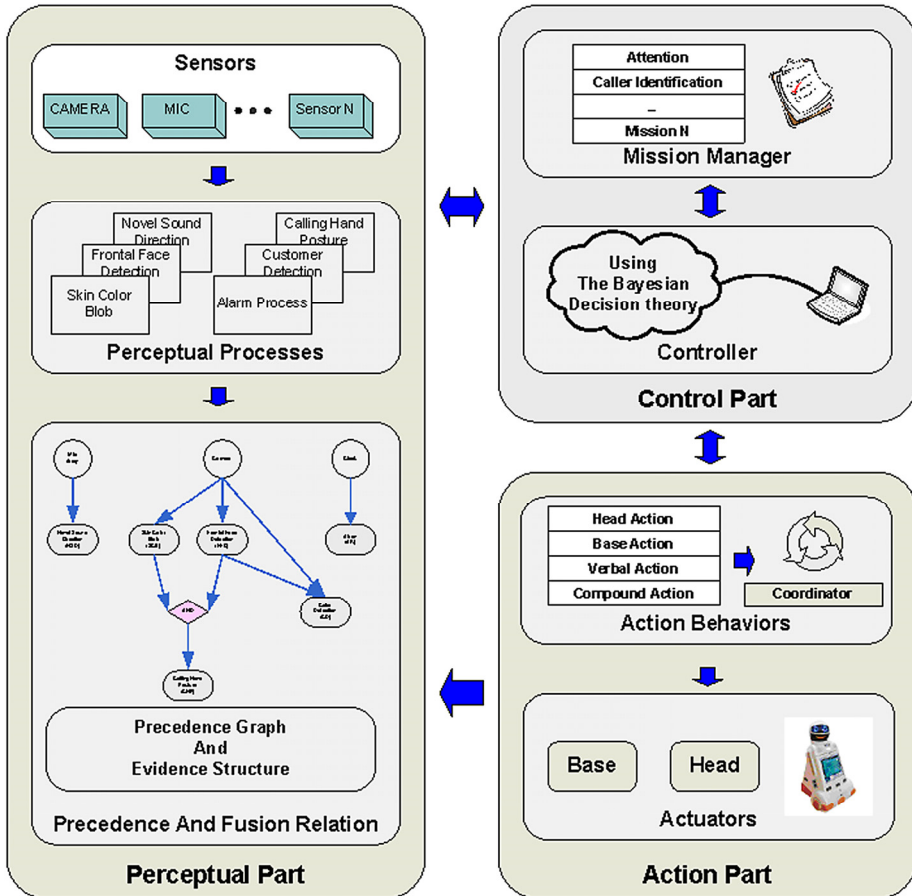 Sensors
CAMERA
MIC
Sensor N
Novel Sound
Direction
Frontal Face
Detection
Skin Color
Blob
Calling Hand
Posture
Customer
Detection
Alarm Process
Perceptual Processes
Camera
Precedence Graph
And
Evidence Structure
Precedence And Fusion Relation
Perceptual Part
Attention
Caller Identification
Mission N
Mission Manager
Using
The Bayesian
Decision theory
Controller
Control Part
Head Action
Base Action
Verbal Action
Compound Action
Coordinator
Action Behaviors
Base
Head
Actuators
Action Part